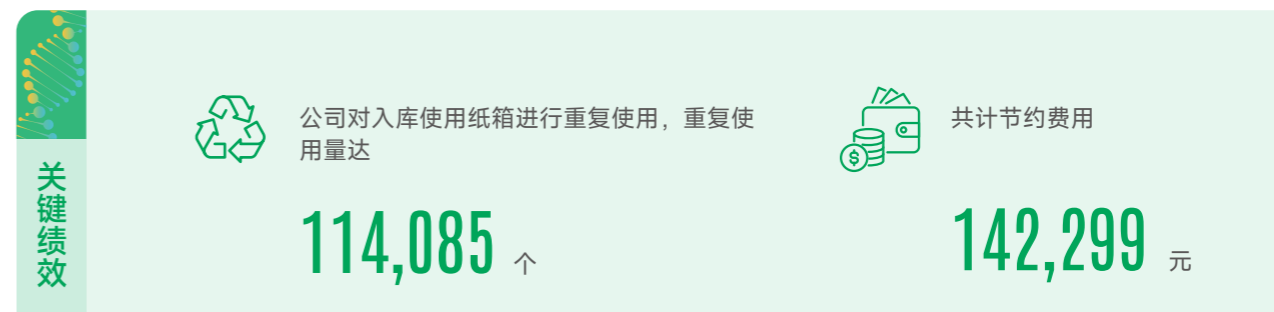 关键绩效
公司对入库使用纸箱进行重复使用，重复使
用量达
114,085 个
共计节约费用
142,299 元